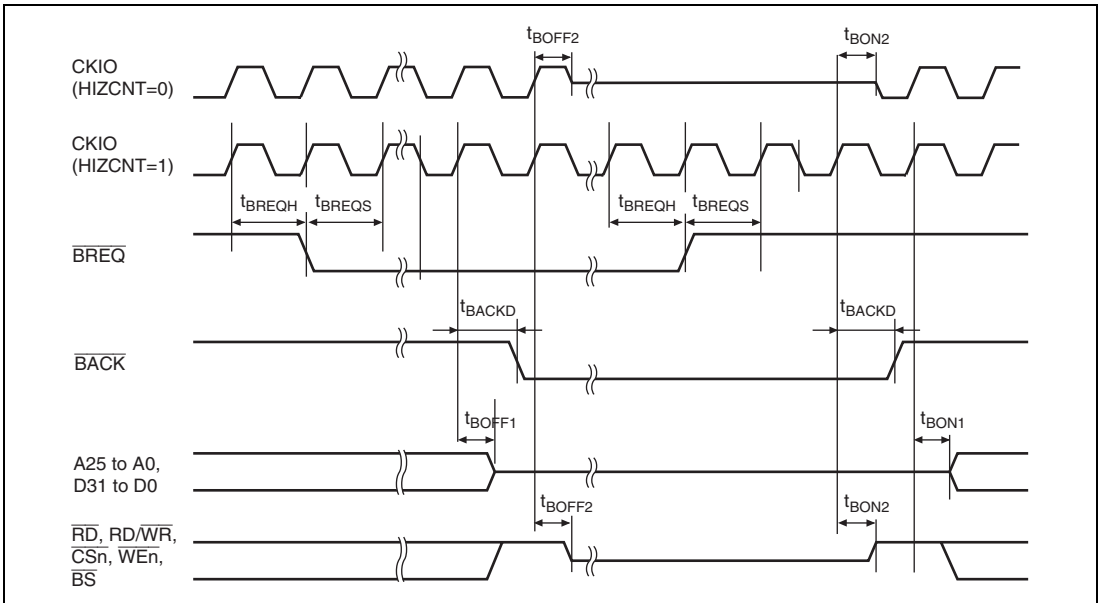 tBOFF2 tBON2
CKIO
(HIZCNT=0)
CKIO
(HIZCNT=1)
tBREQH tBREQS tBREQH tBREQS
BREQ
tBACKD tBACKD
BACK
tBOFF1 tBON1
A25 to A0,
D31 to D0
tBOFF2 tBON2
RD, RD/WR,
CSn, WEn,
BS